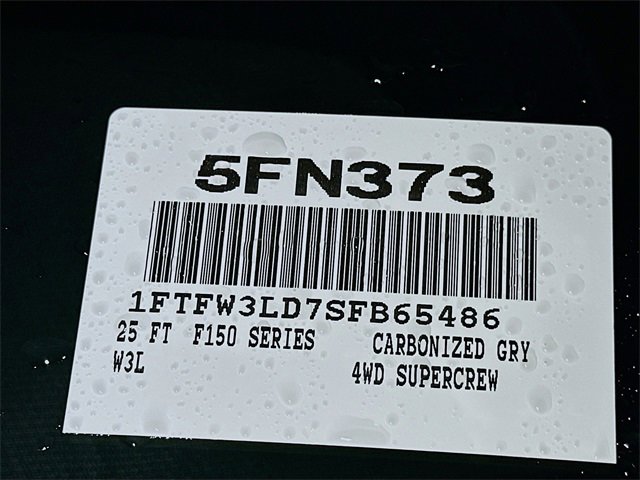 5FN373
1FTFW3LD7SFB65486
25 FT F150 SERIES CARBONIZED GRY
W3L 4WD SUPERCREW